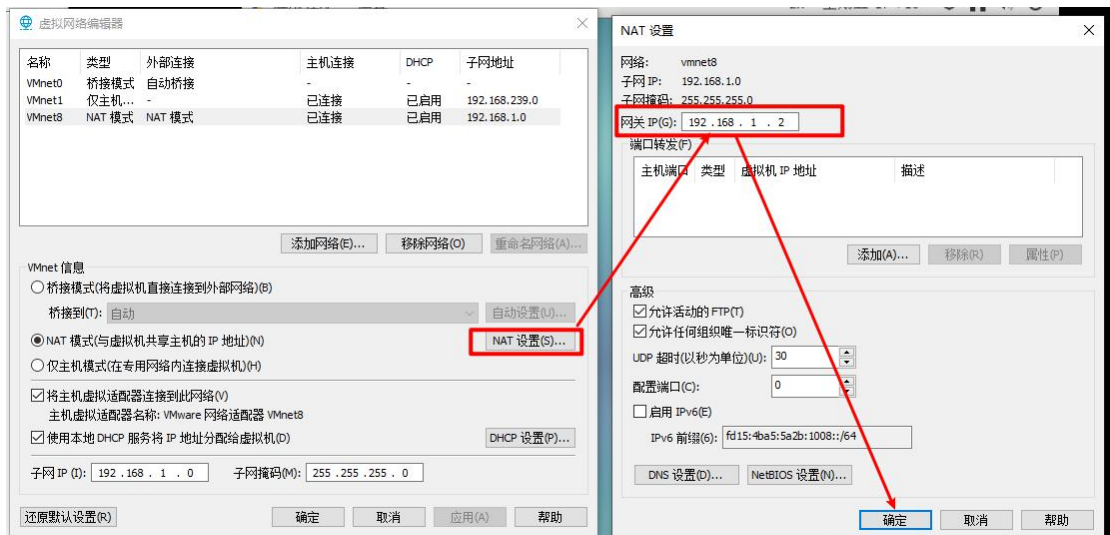 虚拟网络编辑器
名称 类型 外部连接 主机连接 DHCP 子网地址
VMnet0 桥接模式 自动桥接 - - -
VMnet1 仅主机... - 已连接 已启用 192.168.239.0
VMnet8 NAT 模式 NAT 模式 已连接 已启用 192.168.1.0
添加网络(E)... 移除网络(O) 重命名网络(A)...
VMnet 信息
桥接模式(将虚拟机直接连接到外部网络)(B)
桥接到(T): 自动 自动设置(U)...
NAT 模式(与虚拟机共享主机的 IP 地址)(N) NAT 设置(S)...
仅主机模式(在专用网络内连接虚拟机)(H)
将主机虚拟适配器连接到此网络(V)
主机虚拟适配器名称: VMware 网络适配器 VMnet8
使用本地 DHCP 服务将 IP 地址分配给虚拟机(D) DHCP 设置(P)...
子网 IP (I): 192 . 168 . 1 . 0 子网掩码(M): 255 . 255 . 255 . 0
还原默认设置(R) 确定 取消 应用(A) 帮助
NAT 设置
网络: vmnet8
子网 IP: 192.168.1.0
子网掩码: 255.255.255.0
网关 IP(G): 192 . 168 . 1 . 2
端口转发(F)
主机端口 类型 虚拟机 IP 地址 描述
添加(A)... 移除(R) 属性(P)
高级
允许活动的 FTP(T)
允许任何组织唯一标识符(O)
UDP 超时(以秒为单位)(U): 30
配置端口(C): 0
启用 IPv6(E)
IPv6 前缀(6): fd15:4ba5:5a2b:1008::/64
DNS 设置(D)... NetBIOS 设置(N)...
确定 取消 帮助